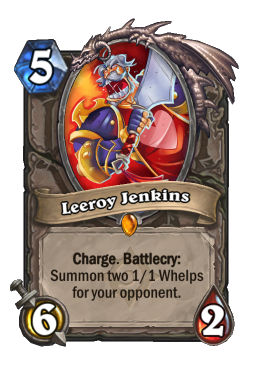 5
Leeroy Jenkins
Charge. Battlecry:
Summon two 1/1 Whelps
for your opponent.
6
2